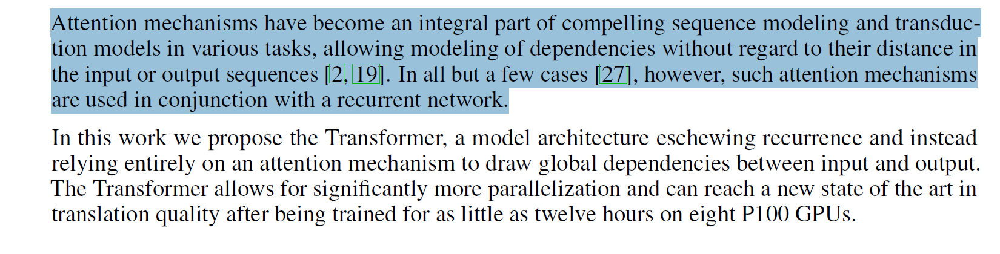 Attention mechanisms have become an integral part of compelling sequence modeling and transduc-
tion models in various tasks, allowing modeling of dependencies without regard to their distance in
the input or output sequences [2, 19]. In all but a few cases [27], however, such attention mechanisms
are used in conjunction with a recurrent network.
In this work we propose the Transformer, a model architecture eschewing recurrence and instead
relying entirely on an attention mechanism to draw global dependencies between input and output.
The Transformer allows for significantly more parallelization and can reach a new state of the art in
translation quality after being trained for as little as twelve hours on eight P100 GPUs.